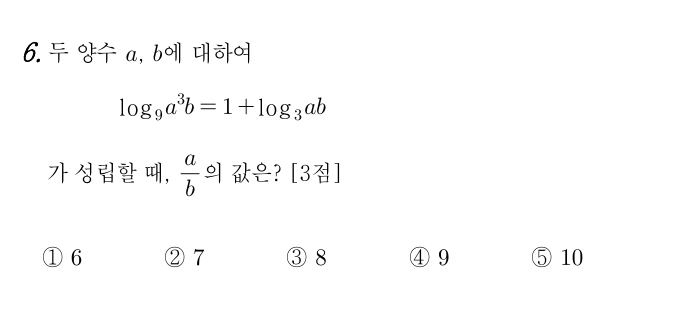 6. 두 양수 a, b에 대하여
log₉a³b = 1 + log₃ab
가 성립할 때, a/b의 값은? [3점]
① 6 ② 7 ③ 8 ④ 9 ⑤ 10